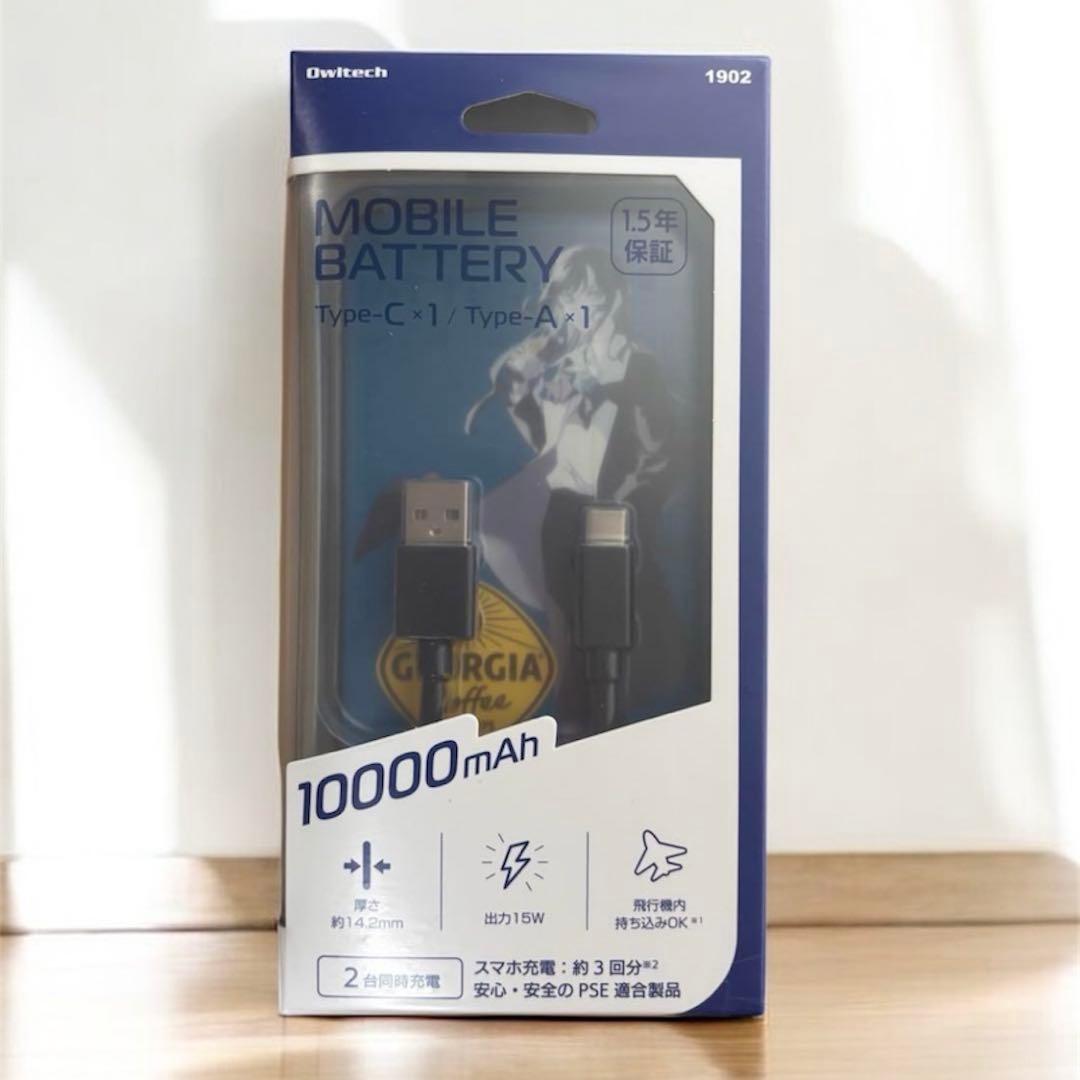 Owltech
1902
MOBILE
BATTERY
1.5年
保証
Type-C×1 / Type-A×1
GEORGIA
Coffee
10000mAh
厚さ
約14.2mm
出力15W
飛行機内
持ち込みOK※1
2台同時充電
スマホ充電：約3回分※2
安心・安全のPSE適合製品